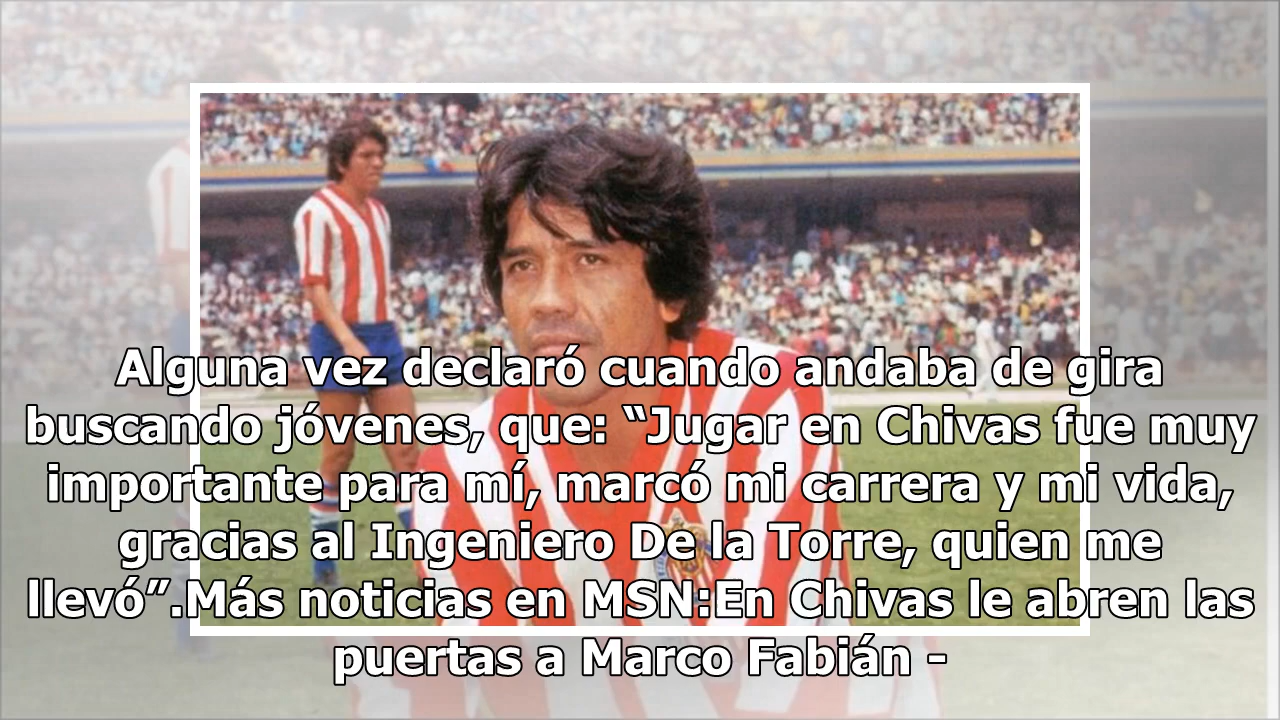 Alguna vez declaró cuando andaba de gira
buscando jóvenes, que: “Jugar en Chivas fue muy
importante para mí, marcó mi carrera y mi vida,
gracias al Ingeniero De la Torre, quien me
llevó”.Más noticias en MSN:En Chivas le abren las
puertas a Marco Fabián -